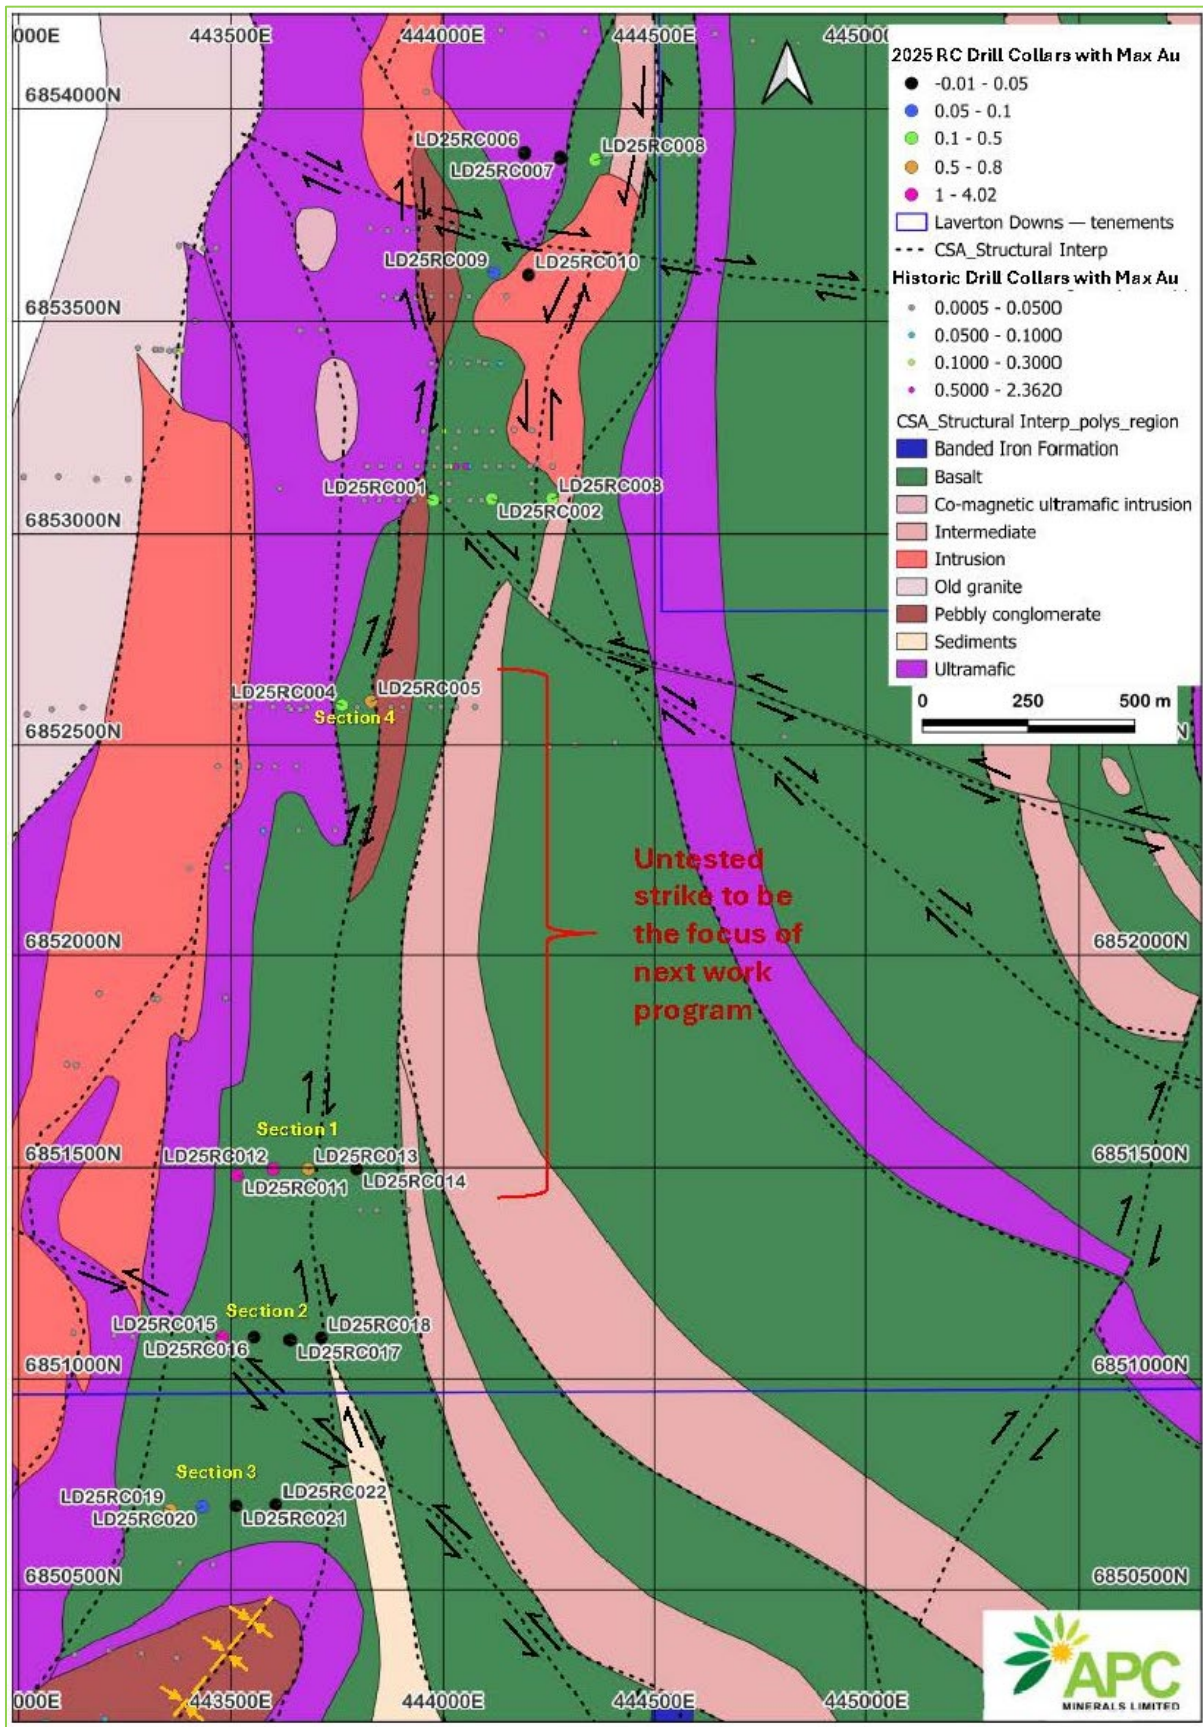 000E 443500E 444000E 444500E 44500
6854000N
LD25RC006
LD25RC008
LD25RC007
LD25RC009
LD25RC010
6853500N
LD25RC001
LD25RC008
LD25RC002
6853000N
LD25RC004
LD25RC005
Section 4
6852500N
N
Untested
strike to be
the focus of
next work
program
6852000N
6852000N
Section 1
LD25RC012
LD25RC013
LD25RC011
LD25RC014
6851500N
6851500N
Section 2
LD25RC015
LD25RC018
LD25RC016
LD25RC017
6851000N
6851000N
Section 3
LD25RC019
LD25RC022
LD25RC020
LD25RC021
6850500N
6850500N
000E 443500E 444000E 444500E 445000E
2025 RC Drill Collars with Max Au
-0.01 - 0.05
0.05 - 0.1
0.1 - 0.5
0.5 - 0.8
1 - 4.02
Laverton Downs — tenements
CSA_Structural Interp
Historic Drill Collars with Max Au
0.0005 - 0.0500
0.0500 - 0.1000
0.1000 - 0.3000
0.5000 - 2.3620
CSA_Structural Interp_polys_region
Banded Iron Formation
Basalt
Co-magnetic ultramafic intrusion
Intermediate
Intrusion
Old granite
Pebbly conglomerate
Sediments
Ultramafic
0 250 500 m
APC
MINERALS LIMITED